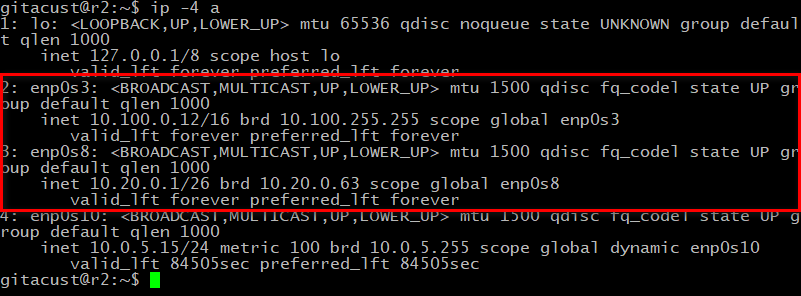 gitacust@r2:~$ ip -4 a
1: lo: <LOOPBACK,UP,LOWER_UP> mtu 65536 qdisc noqueue state UNKNOWN group defaul
t qlen 1000
    inet 127.0.0.1/8 scope host lo
       valid_lft forever preferred_lft forever
2: enp0s3: <BROADCAST,MULTICAST,UP,LOWER_UP> mtu 1500 qdisc fq_codel state UP gr
oup default qlen 1000
    inet 10.100.0.12/16 brd 10.100.255.255 scope global enp0s3
       valid_lft forever preferred_lft forever
3: enp0s8: <BROADCAST,MULTICAST,UP,LOWER_UP> mtu 1500 qdisc fq_codel state UP gr
oup default qlen 1000
    inet 10.20.0.1/26 brd 10.20.0.63 scope global enp0s8
       valid_lft forever preferred_lft forever
4: enp0s10: <BROADCAST,MULTICAST,UP,LOWER_UP> mtu 1500 qdisc fq_codel state UP g
roup default qlen 1000
    inet 10.0.5.15/24 metric 100 brd 10.0.5.255 scope global dynamic enp0s10
       valid_lft 84505sec preferred_lft 84505sec
gitacust@r2:~$